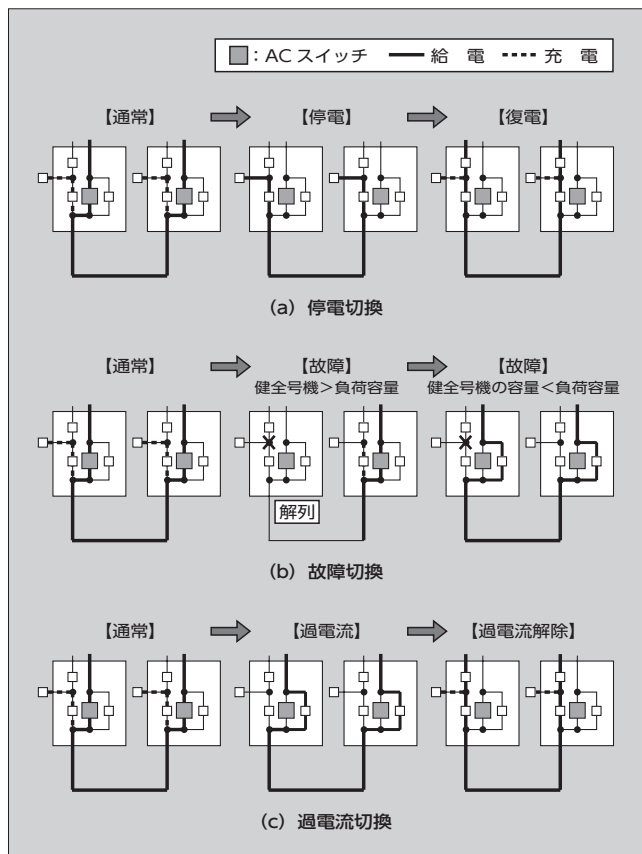 ：ACスイッチ 給 電 充 電
【通常】 【停電】 【復電】
(a) 停電切換
【通常】 【故障】 【故障】
健全号機＞負荷容量 健全号機の容量＜負荷容量
解列
(b) 故障切換
【通常】 【過電流】 【過電流解除】
(c) 過電流切換